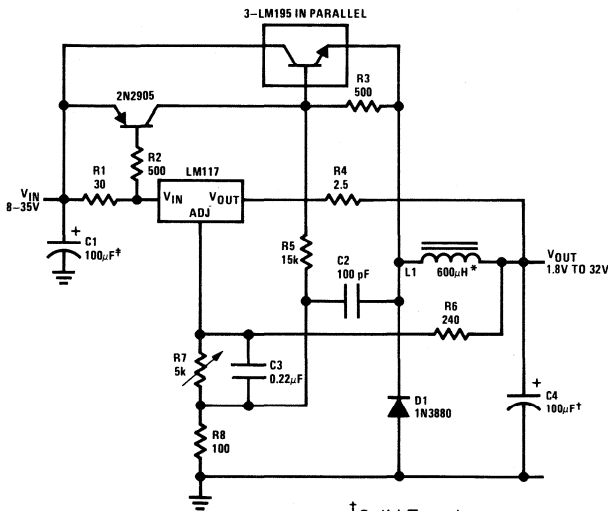 3–LM195 IN PARALLEL
2N2905
R3
500
R1
30
R2
500
LM117
VIN
VOUT
ADJ
R4
2.5
VIN
8–35V
+
C1
100μF‡
R5
15k
C2
100 pF
L1
600μH*
VOUT
1.8V TO 32V
R6
240
R7
5k
C3
0.22μF
D1
1N3880
+
C4
100μF†
R8
100